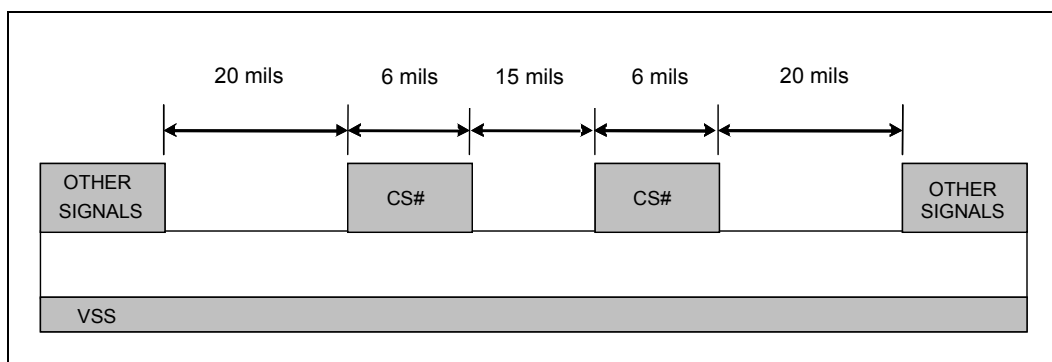 20 mils
6 mils
15 mils
6 mils
20 mils
OTHER
SIGNALS
CS#
CS#
OTHER
SIGNALS
VSS